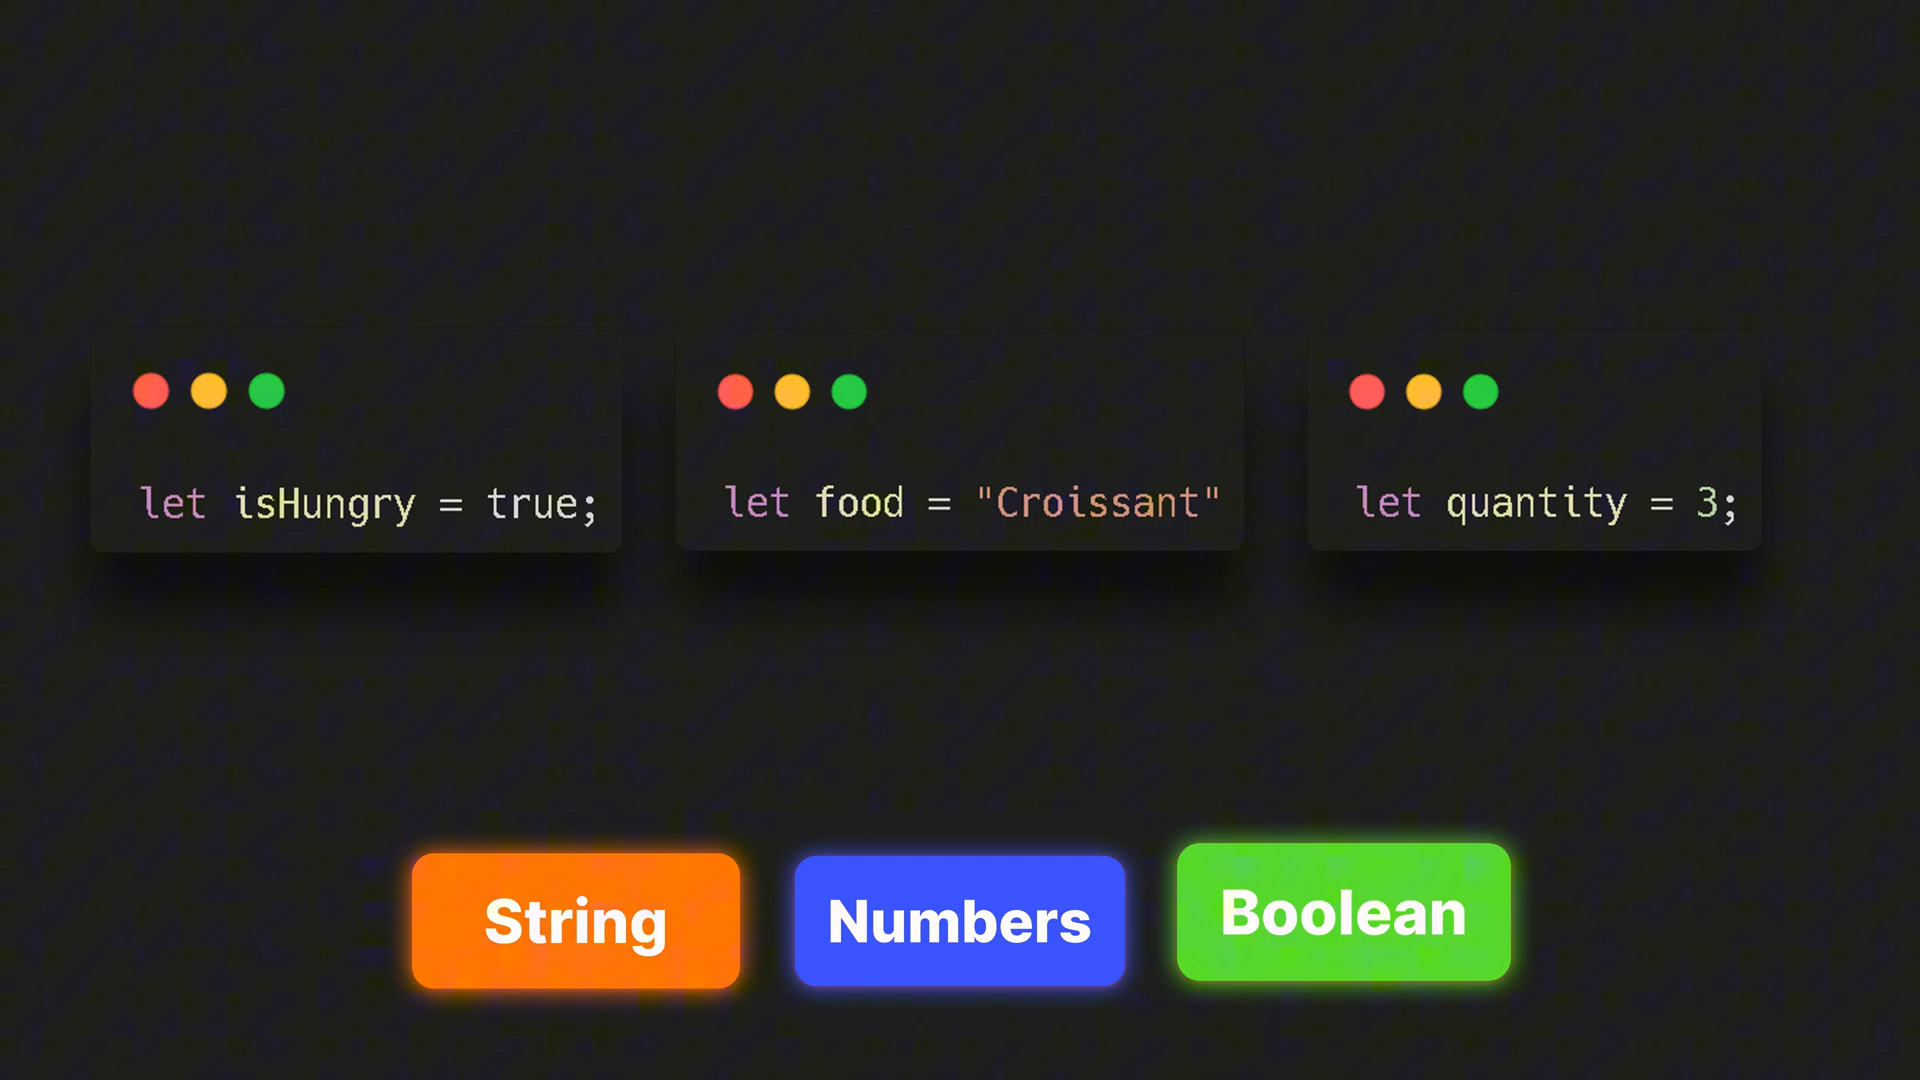 let isHungry = true;
let food = "Croissant"
let quantity = 3;
String
Numbers
Boolean